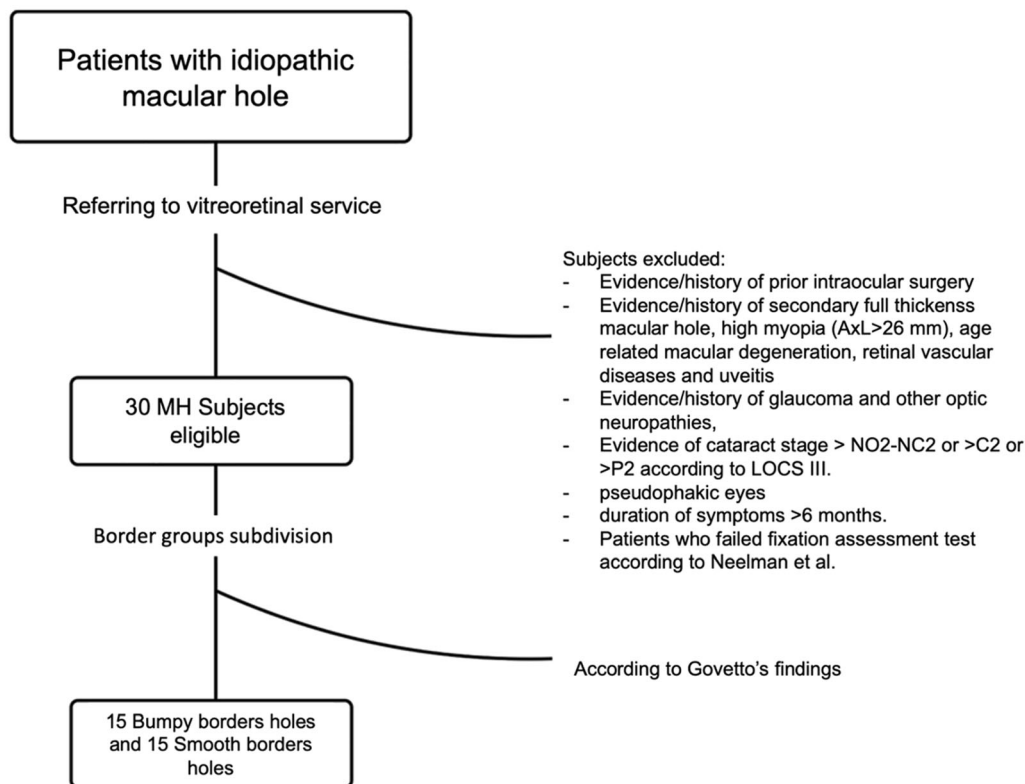 Patients with idiopathic
macular hole
Referring to vitreoretinal service
Subjects excluded:
- Evidence/history of prior intraocular surgery
- Evidence/history of secondary full thickenss
macular hole, high myopia (AxL>26 mm), age
related macular degeneration, retinal vascular
diseases and uveitis
- Evidence/history of glaucoma and other optic
neuropathies,
- Evidence of cataract stage > NO2-NC2 or >C2 or
>P2 according to LOCS III.
- pseudophakic eyes
- duration of symptoms >6 months.
- Patients who failed fixation assessment test
according to Neelman et al.
30 MH Subjects
eligible
Border groups subdivision
According to Govetto's findings
15 Bumpy borders holes
and 15 Smooth borders
holes